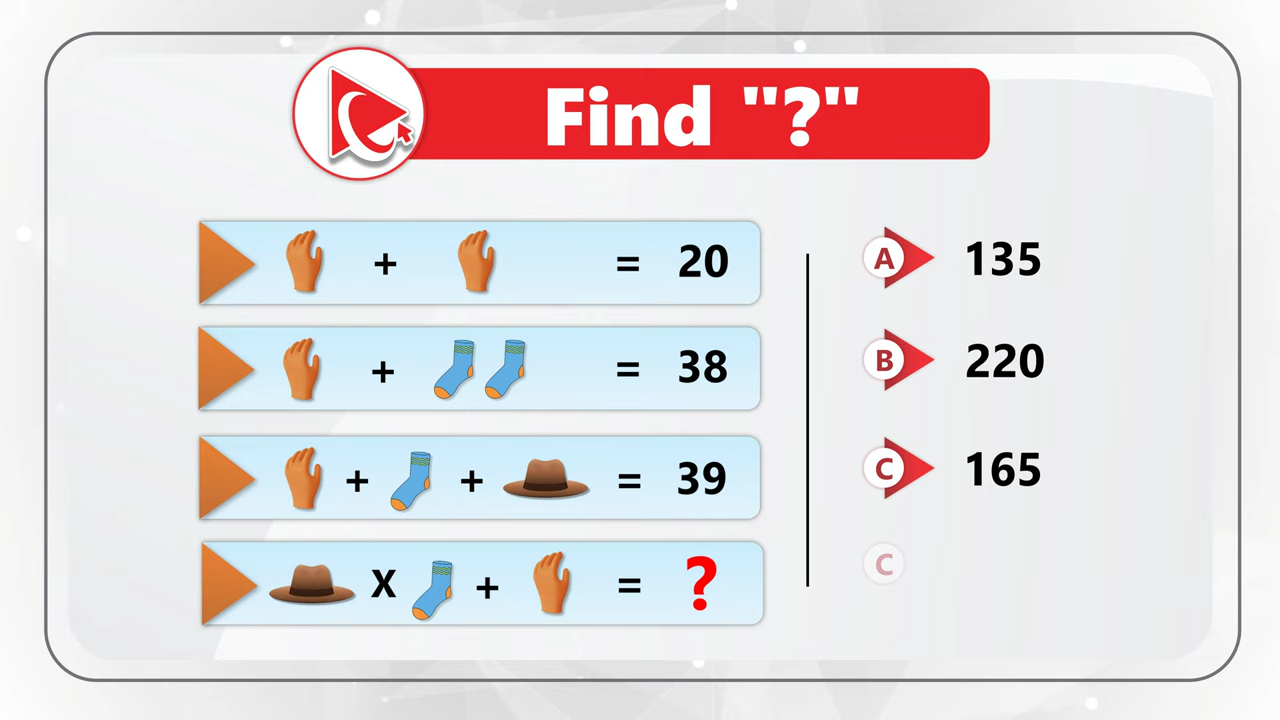 Find "?"
+ = 20
+ = 38
+ + = 39
X + = ?
A 135
B 220
C 165
C